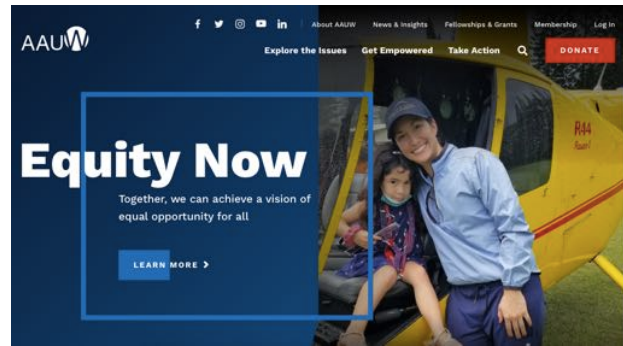 About AAUW News & Insights Fellowships & Grants Membership Log In
AAUW
Explore the Issues Get Empowered Take Action DONATE
R44
Equity Now
Together, we can achieve a vision of
equal opportunity for all
LEARN MORE